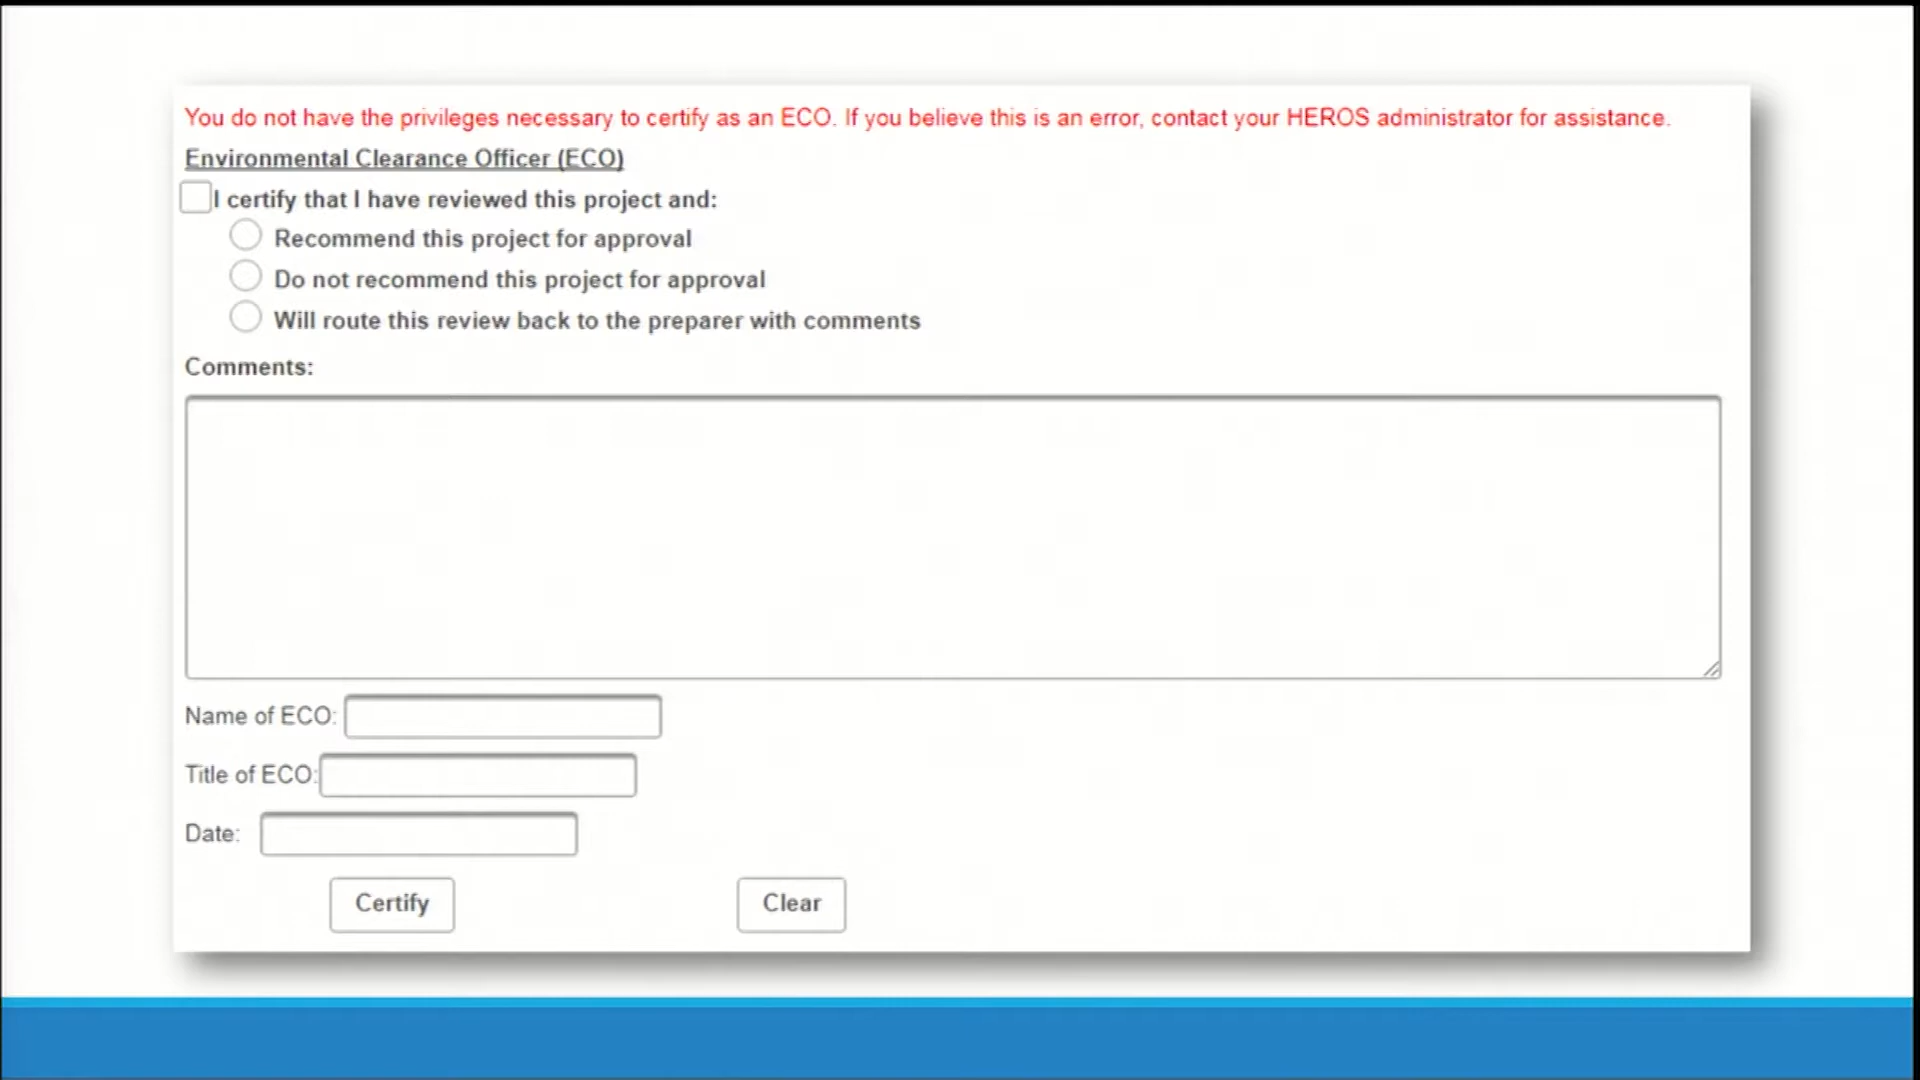 You do not have the privileges necessary to certify as an ECO. If you believe this is an error, contact your HEROS administrator for assistance.
Environmental Clearance Officer (ECO)
I certify that I have reviewed this project and:
Recommend this project for approval
Do not recommend this project for approval
Will route this review back to the preparer with comments
Comments:
Name of ECO:
Title of ECO:
Date:
Certify Clear